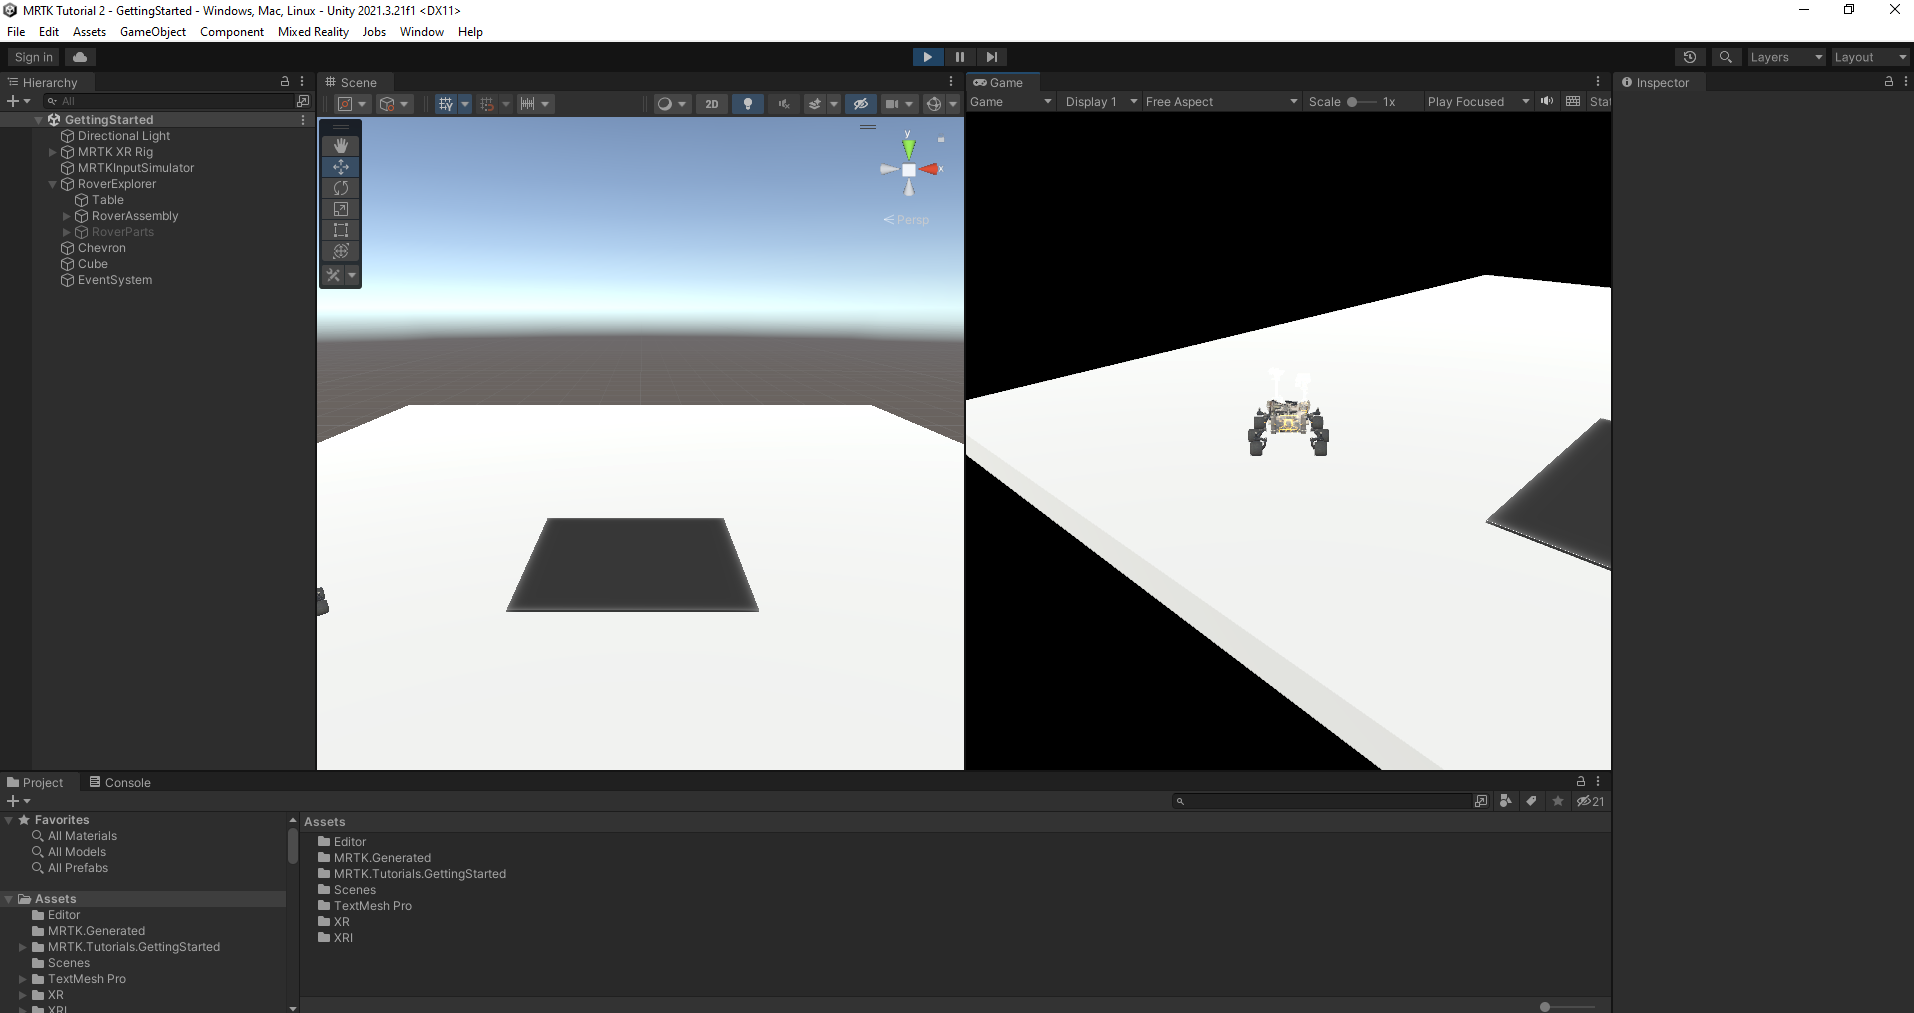 MRTK Tutorial 2 - GettingStarted - Windows, Mac, Linux - Unity 2021.3.21f1 <DX11>
File Edit Assets GameObject Component Mixed Reality Jobs Window Help
Sign in
Layers
Layout
Hierarchy
All
GettingStarted
Directional Light
MRTK XR Rig
MRTKInputSimulator
RoverExplorer
Table
RoverAssembly
RoverParts
Chevron
Cube
EventSystem
Scene
2D
y
x
Persp
Game
Game Display 1 Free Aspect Scale 1x Play Focused Stat
Inspector
Project Console
21
Favorites
All Materials
All Models
All Prefabs
Assets
Editor
MRTK.Generated
MRTK.Tutorials.GettingStarted
Scenes
TextMesh Pro
XR
XRI
Assets
Editor
MRTK.Generated
MRTK.Tutorials.GettingStarted
Scenes
TextMesh Pro
XR
XRI